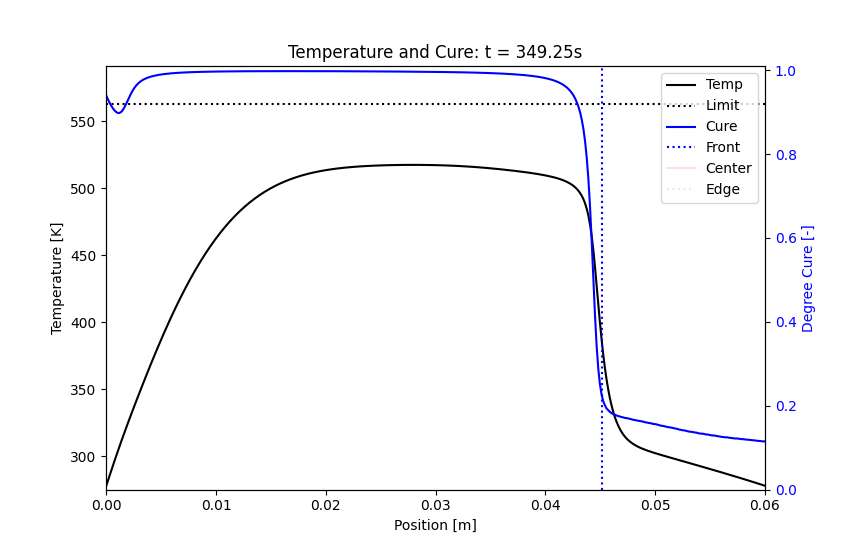 Temperature and Cure: t = 349.25s
Temp
Limit
Cure
Front
Center
Edge
550
500
450
400
350
300
Temperature [K]
1.0
0.8
0.6
0.4
0.2
0.0
Degree Cure [-]
0.00 0.01 0.02 0.03 0.04 0.05 0.06
Position [m]